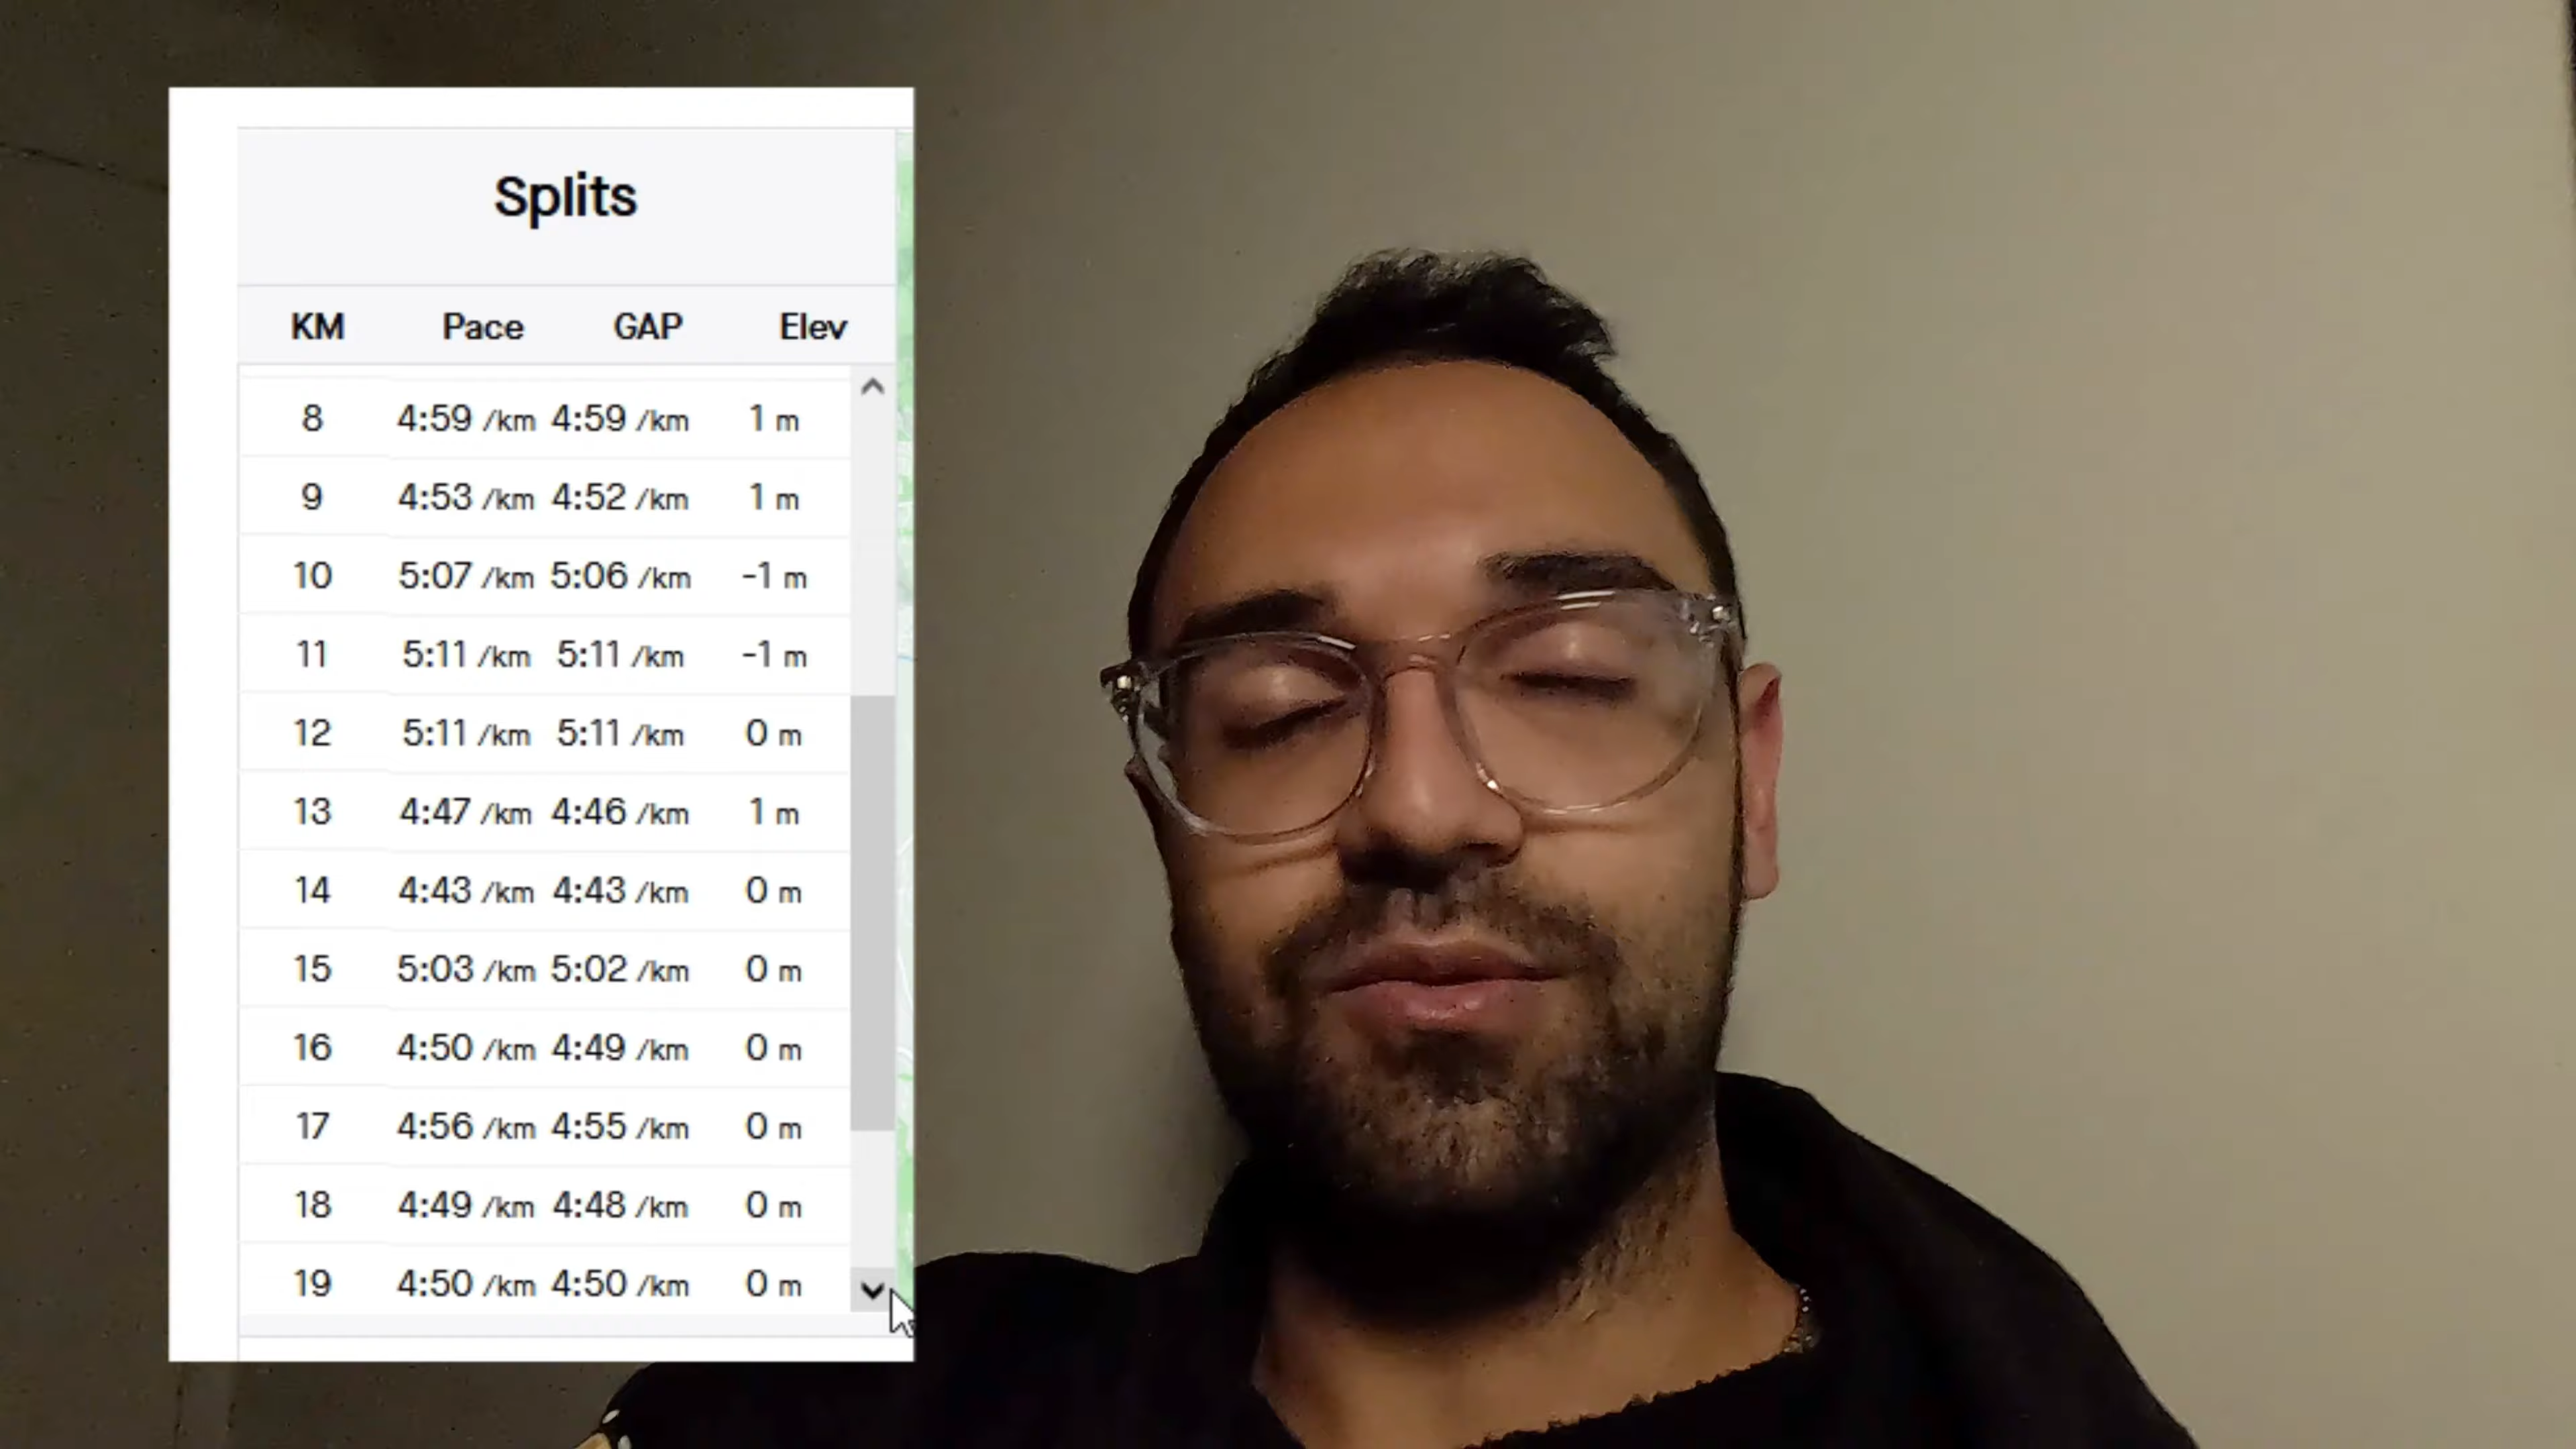 Splits
KM Pace GAP Elev
8 4:59 /km 4:59 /km 1 m
9 4:53 /km 4:52 /km 1 m
10 5:07 /km 5:06 /km -1 m
11 5:11 /km 5:11 /km -1 m
12 5:11 /km 5:11 /km 0 m
13 4:47 /km 4:46 /km 1 m
14 4:43 /km 4:43 /km 0 m
15 5:03 /km 5:02 /km 0 m
16 4:50 /km 4:49 /km 0 m
17 4:56 /km 4:55 /km 0 m
18 4:49 /km 4:48 /km 0 m
19 4:50 /km 4:50 /km 0 m